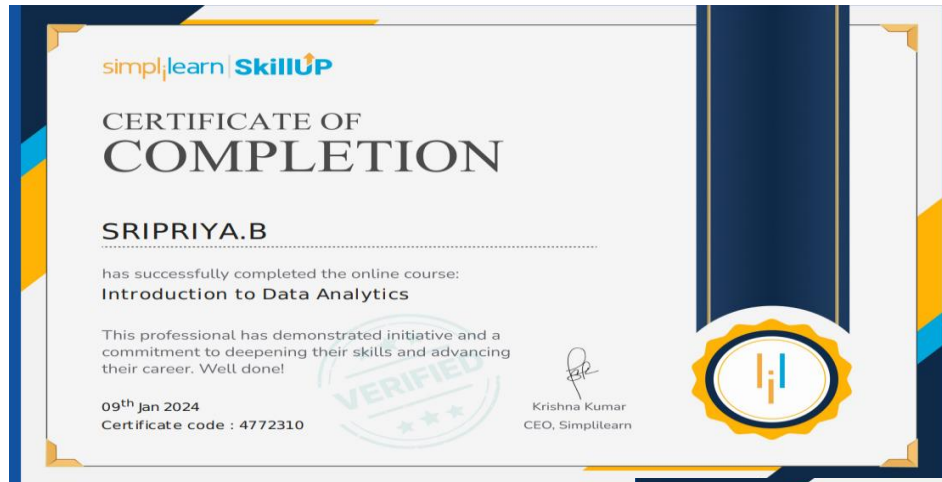 simplilearn | SkillUP
CERTIFICATE OF
COMPLETION
SRIPRIYA.B
has successfully completed the online course:
Introduction to Data Analytics
This professional has demonstrated initiative and a
commitment to deepening their skills and advancing
their career. Well done!
VERIFIED
09th Jan 2024
Certificate code : 4772310
Krishna Kumar
CEO, Simplilearn